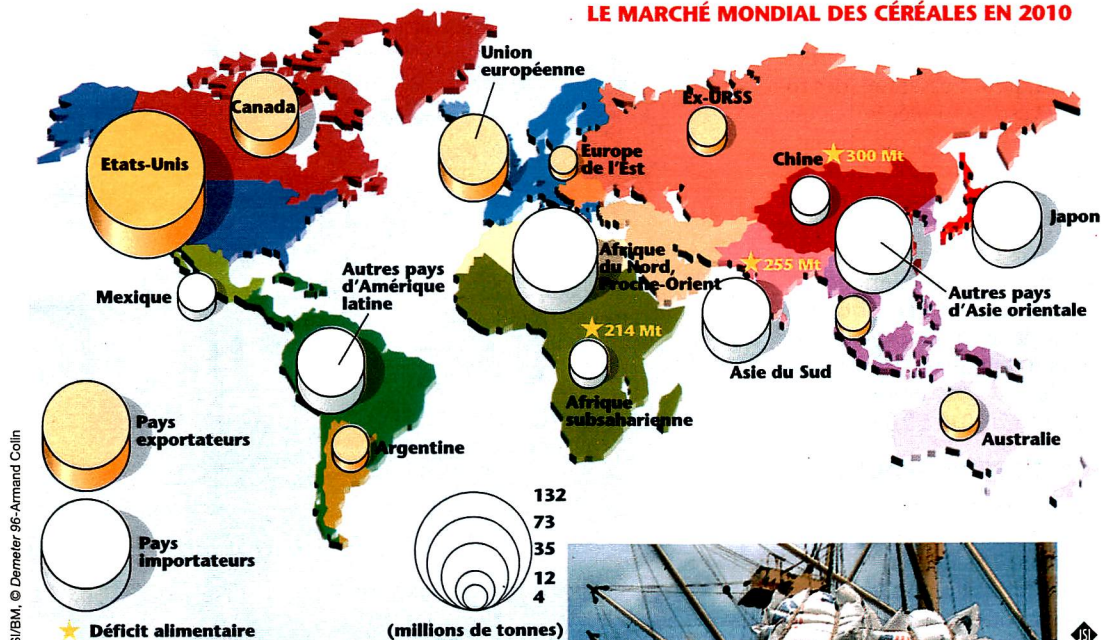 LE MARCHÉ MONDIAL DES CÉRÉALES EN 2010
Union
européenne
Canada
Ex-URSS
Etats-Unis
Europe
de l'Est
Chine
300 Mt
Japon
Afrique
du Nord,
Proche-Orient
255 Mt
Autres pays
d'Amérique
latine
Mexique
Autres pays
d'Asie orientale
214 Mt
Asie du Sud
Afrique
subsaharienne
Pays
exportateurs
Argentine
Australie
132
73
35
12
4
Pays
importateurs
Déficit alimentaire
(millions de tonnes)
SI/BM, © Demeter 96-Armand Colin
ISI